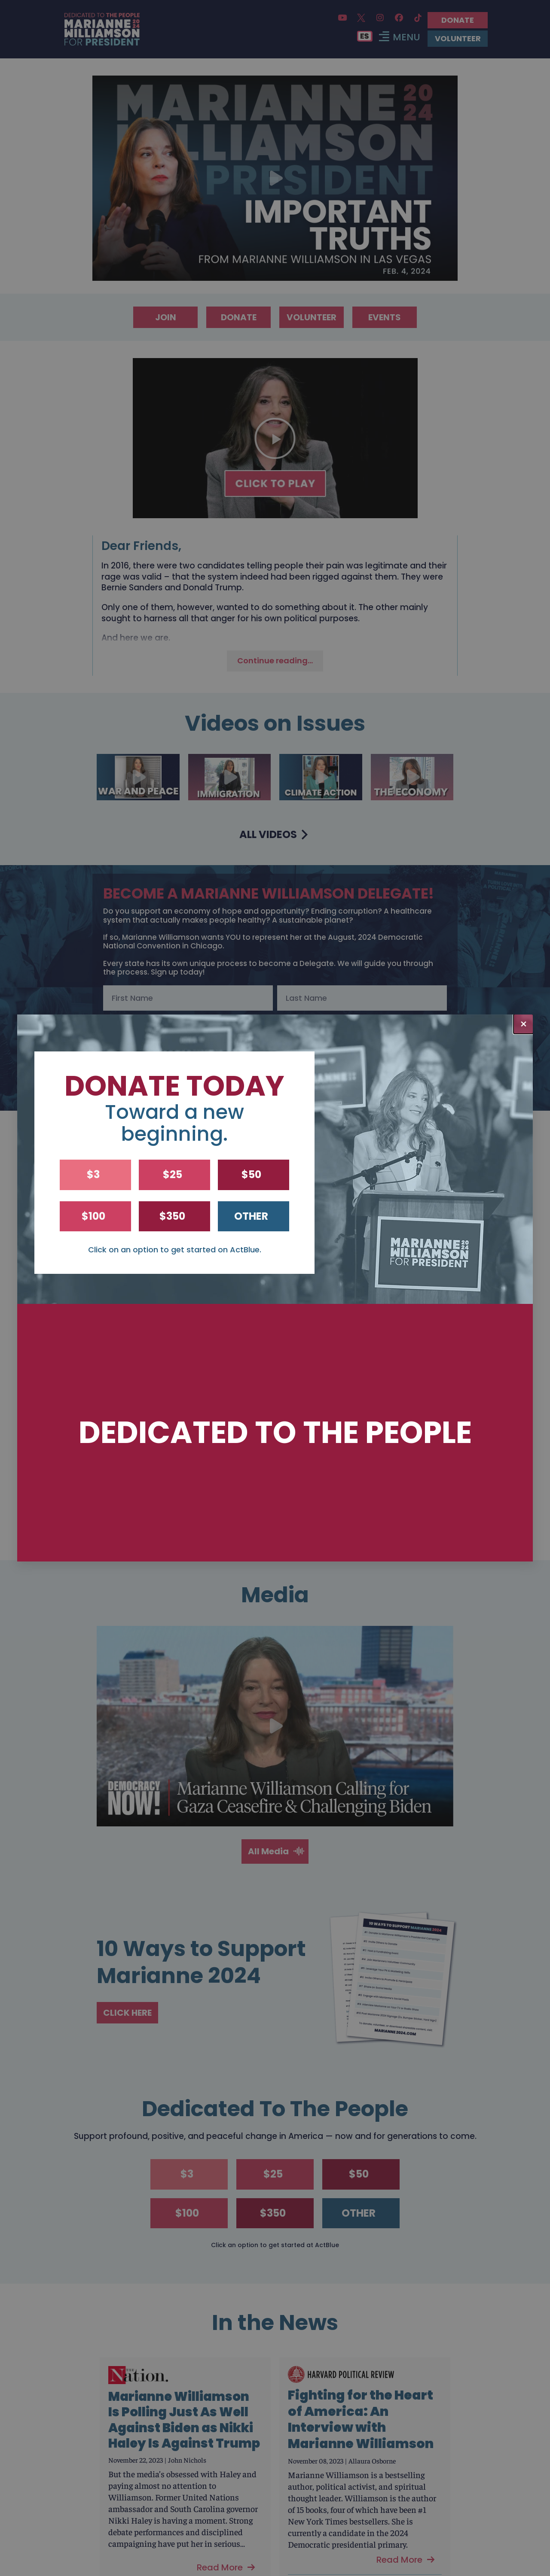 DEDICATED TO THE PEOPLE
MARIANNE 20
WILLIAMSON 24
FOR PRESIDENT
DONATE
ES
MENU
VOLUNTEER
MARIANNE 20
24
WILLIAMSON
PRESIDENT
IMPORTANT
TRUTHS
FROM MARIANNE WILLIAMSON IN LAS VEGAS
FEB. 4, 2024
JOIN
DONATE
VOLUNTEER
EVENTS
CLICK TO PLAY
Dear Friends,
In 2016, there were two candidates telling people their pain was legitimate and their
rage was valid – that the system indeed had been rigged against them. They were
Bernie Sanders and Donald Trump.
Only one of them, however, wanted to do something about it. The other mainly
sought to harness all that anger for his own political purposes.
And here we are.
Continue reading...
Videos on Issues
WAR AND PEACE
IMMIGRATION
CLIMATE ACTION
THE ECONOMY
ALL VIDEOS
BECOME A MARIANNE WILLIAMSON DELEGATE!
Do you support an economy of hope and opportunity? Ending corruption? A healthcare
system that actually makes people healthy? A sustainable planet?
If so, Marianne Williamson wants YOU to represent her at the August, 2024 Democratic
National Convention in Chicago.
Every state has its own unique process to become a Delegate. We will guide you through
the process. Sign up today!
First Name
Last Name
×
DONATE TODAY
Toward a new
beginning.
$3
$25
$50
$100
$350
OTHER
Click on an option to get started on ActBlue.
MARIANNE 20
WILLIAMSON 24
FOR PRESIDENT
DEDICATED TO THE PEOPLE
Media
DEMOCRACY
NOW!
Marianne Williamson Calling for
Gaza Ceasefire & Challenging Biden
All Media
10 Ways to Support
Marianne 2024
CLICK HERE
10 WAYS TO SUPPORT MARIANNE 2024
MARIANNE2024.COM
Dedicated To The People
Support profound, positive, and peaceful change in America — now and for generations to come.
$3
$25
$50
$100
$350
OTHER
Click an option to get started at ActBlue
In the News
The Nation.
Marianne Williamson
Is Polling Just As Well
Against Biden as Nikki
Haley Is Against Trump
November 22, 2023 | John Nichols
But the media's obsessed with Haley and
paying almost no attention to
Williamson. Former United Nations
ambassador and South Carolina governor
Nikki Haley is having a moment. Strong
debate performances and disciplined
campaigning have put her in serious...
Read More
HARVARD POLITICAL REVIEW
Fighting for the Heart
of America: An
Interview with
Marianne Williamson
November 08, 2023 | Allaura Osborne
Marianne Williamson is a bestselling
author, political activist, and spiritual
thought leader. Williamson is the author
of 15 books, four of which have been #1
New York Times bestsellers. She is
currently a candidate in the 2024
Democratic presidential primary.
Read More